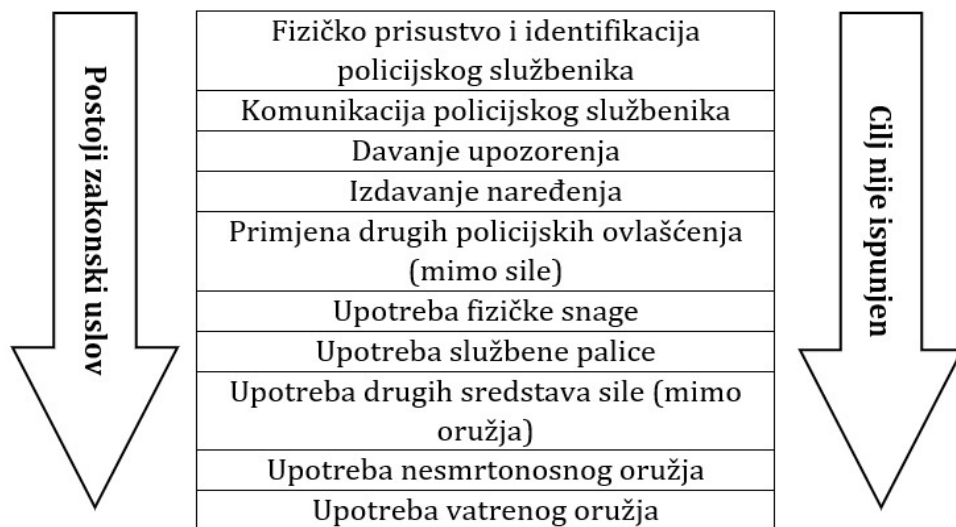 Postoji zakonski uslov
Fizičko prisustvo i identifikacija
policijskog službenika
Komunikacija policijskog službenika
Davanje upozorenja
Izdavanje naređenja
Primjena drugih policijskih ovlašćenja
(mimo sile)
Upotreba fizičke snage
Upotreba službene palice
Upotreba drugih sredstava sile (mimo
oružja)
Upotreba nesmrtonosnog oružja
Upotreba vatrenog oružja
Cilj nije ispunjen